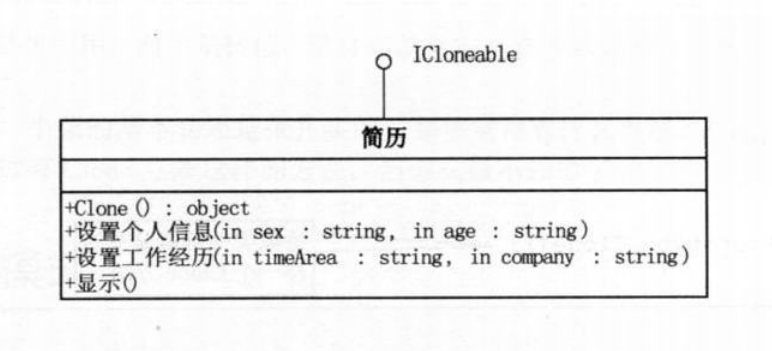 ICloneable
简历
+Clone() : object
+设置个人信息(in sex : string, in age : string)
+设置工作经历(in timeArea : string, in company : string)
+显示()